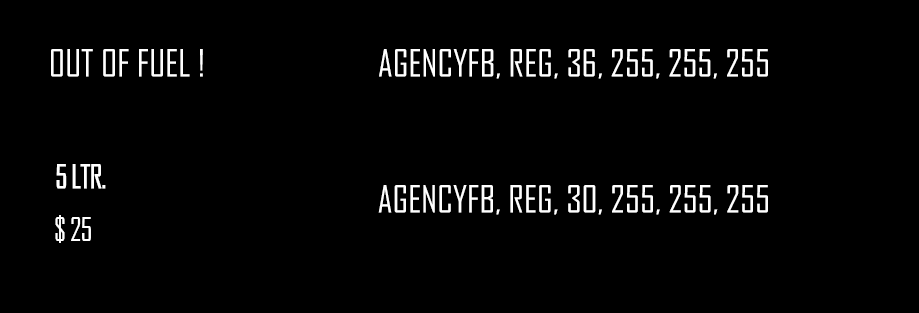 OUT OF FUEL !
AGENCYFB, REG, 36, 255, 255, 255
5 LTR.
$ 25
AGENCYFB, REG, 30, 255, 255, 255